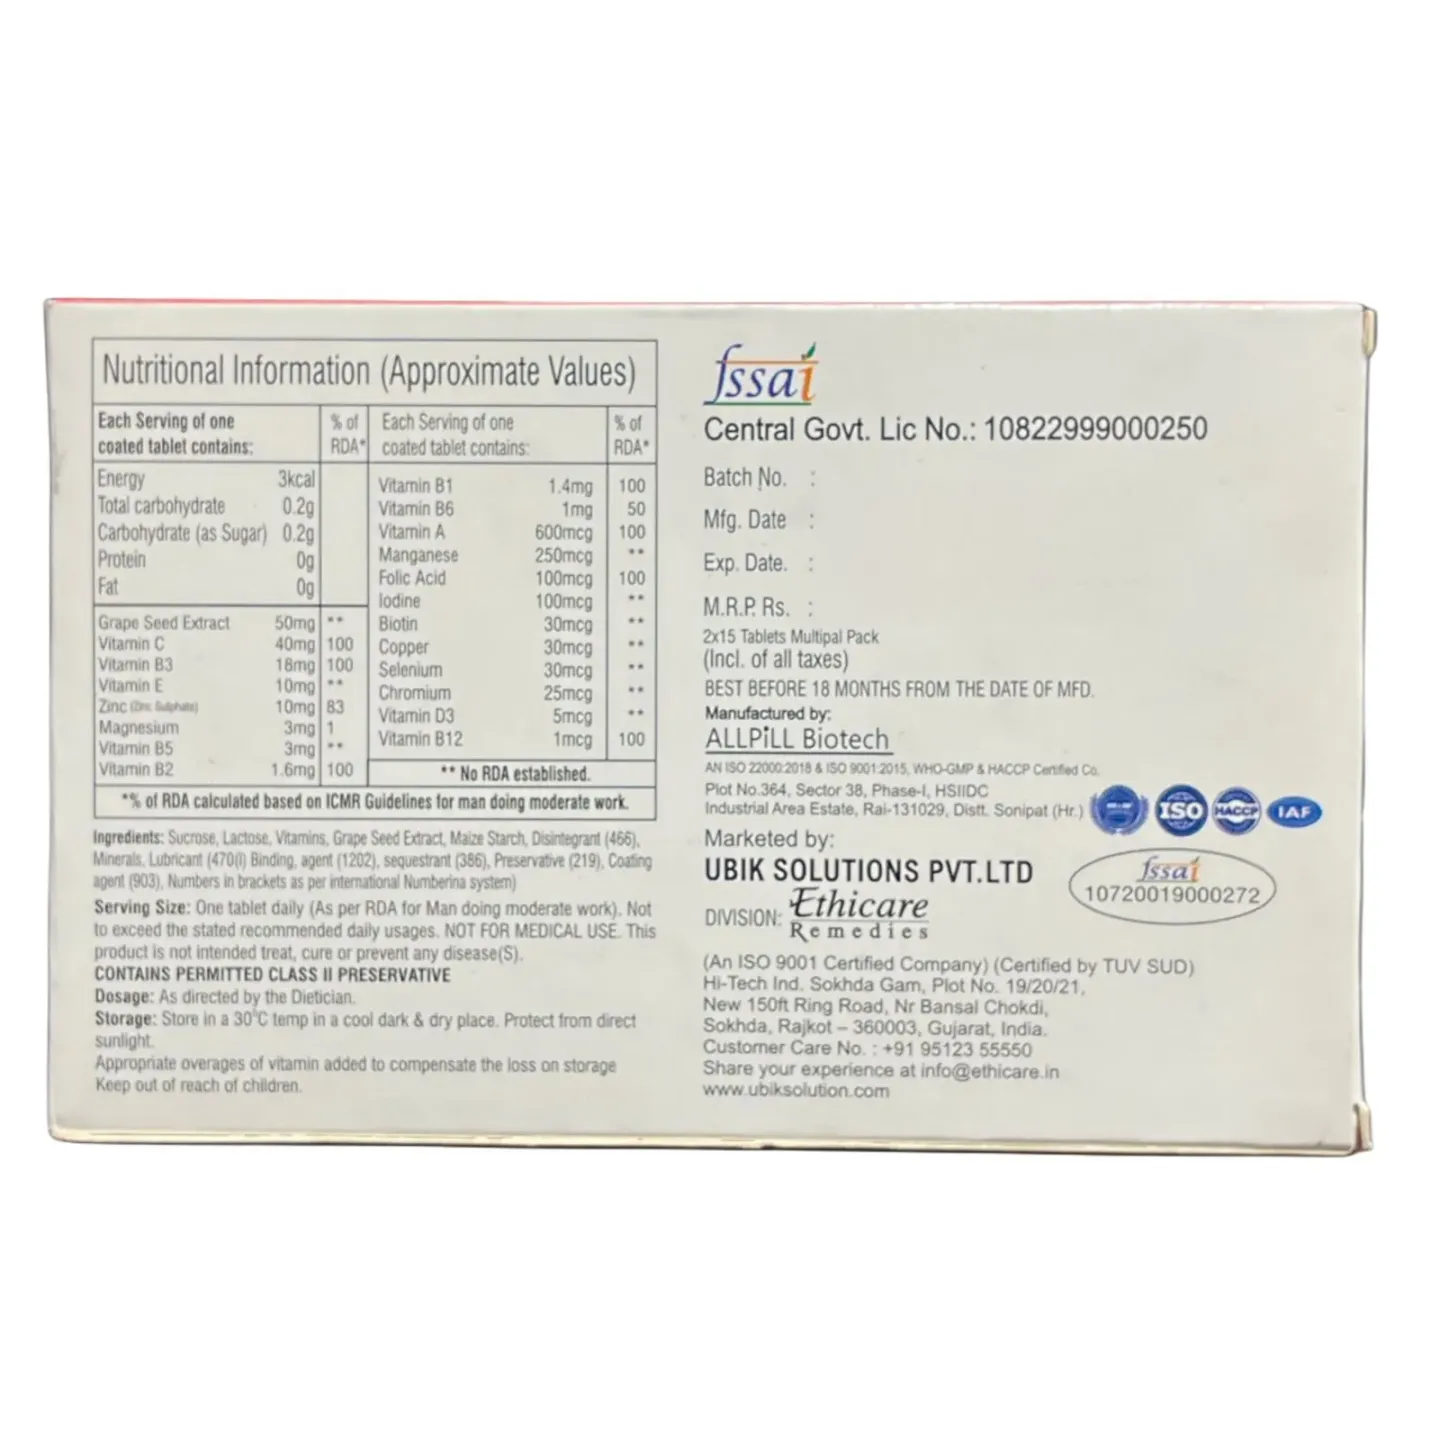 Nutritional Information (Approximate Values)
Each Serving of one coated tablet contains: % of RDA*
Energy 3kcal
Total carbohydrate 0.2g
Carbohydrate (as Sugar) 0.2g
Protein 0g
Fat 0g
Grape Seed Extract 50mg **
Vitamin C 40mg 100
Vitamin B3 18mg 100
Vitamin E 10mg **
Zinc (Zinc Sulphate) 10mg 83
Magnesium 3mg 1
Vitamin B5 3mg **
Vitamin B2 1.6mg 100
Each Serving of one coated tablet contains: % of RDA*
Vitamin B1 1.4mg 100
Vitamin B6 1mg 50
Vitamin A 600mcg 100
Manganese 250mcg **
Folic Acid 100mcg 100
Iodine 100mcg **
Biotin 30mcg **
Copper 30mcg **
Selenium 30mcg **
Chromium 25mcg **
Vitamin D3 5mcg **
Vitamin B12 1mcg 100
** No RDA established.
*% of RDA calculated based on ICMR Guidelines for man doing moderate work.
Ingredients: Sucrose, Lactose, Vitamins, Grape Seed Extract, Maize Starch, Disintegrant (466),
Minerals, Lubricant (470(I) Binding, agent (1202), sequestrant (386), Preservative (219), Coating
agent (903), Numbers in brackets as per international Numberina system)
Serving Size: One tablet daily (As per RDA for Man doing moderate work). Not
to exceed the stated recommended daily usages. NOT FOR MEDICAL USE. This
product is not intended treat, cure or prevent any disease(S).
CONTAINS PERMITTED CLASS II PRESERVATIVE
Dosage: As directed by the Dietician.
Storage: Store in a 30°C temp in a cool dark & dry place. Protect from direct
sunlight.
Appropriate overages of vitamin added to compensate the loss on storage
Keep out of reach of children.
fssai
Central Govt. Lic No.: 10822999000250
Batch No. :
Mfg. Date :
Exp. Date. :
M.R.P. Rs. :
2x15 Tablets Multipal Pack
(Incl. of all taxes)
BEST BEFORE 18 MONTHS FROM THE DATE OF MFD.
Manufactured by:
ALLPiLL Biotech
AN ISO 22000:2018 & ISO 9001:2015, WHO-GMP & HACCP Certified Co.
Plot No.364, Sector 38, Phase-I, HSIIDC
Industrial Area Estate, Rai-131029, Distt. Sonipat (Hr.)
ISO HACCP IAF
Marketed by:
UBIK SOLUTIONS PVT.LTD
fssai
10720019000272
DIVISION: Ethicare
Remedies
(An ISO 9001 Certified Company) (Certified by TUV SUD)
Hi-Tech Ind. Sokhda Gam, Plot No. 19/20/21,
New 150ft Ring Road, Nr Bansal Chokdi,
Sokhda, Rajkot – 360003, Gujarat, India.
Customer Care No. : +91 95123 55550
Share your experience at info@ethicare.in
www.ubiksolution.com